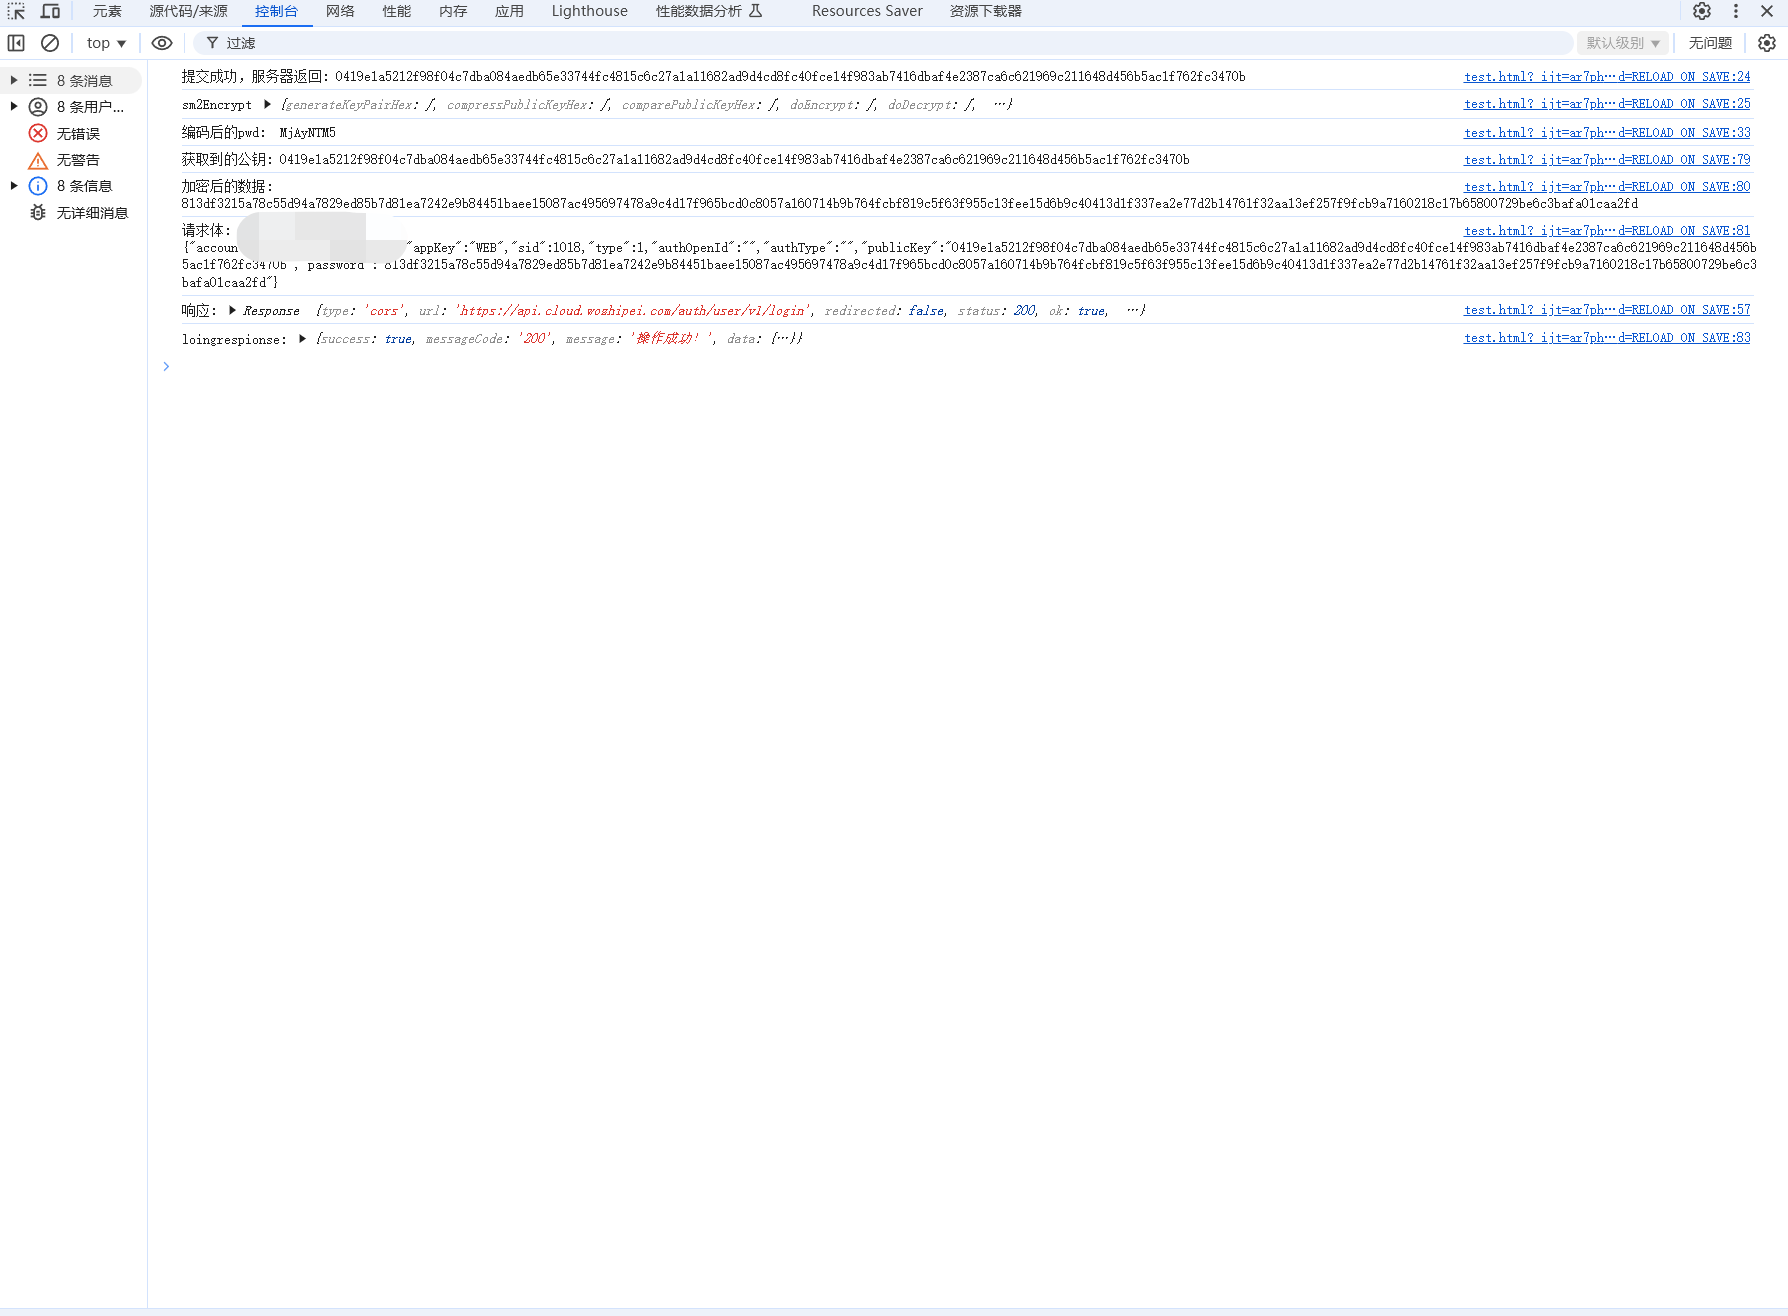 元素 源代码/来源 控制台 网络 性能 内存 应用 Lighthouse 性能数据分析 Resources Saver 资源下载器
top 过滤 默认级别 无问题
8 条消息
8 条用户...
无错误
无警告
8 条信息
无详细消息
提交成功，服务器返回: 0419e1a5212f98f04c7dba084aedb65e33744fc4815c6c27a1a11682ad9d4cd8fc40fce14f983ab7416dbaf4e2387ca6c621969c211648d456b5ac1f762fc3470b test.html?_ijt=ar7ph…d=RELOAD_ON_SAVE:24
sm2Encrypt {generateKeyPairHex: ƒ, compressPublicKeyHex: ƒ, comparePublicKeyHex: ƒ, doEncrypt: ƒ, doDecrypt: ƒ, …} test.html?_ijt=ar7ph…d=RELOAD_ON_SAVE:25
编码后的pwd: MjAyNTM5 test.html?_ijt=ar7ph…d=RELOAD_ON_SAVE:33
获取到的公钥: 0419e1a5212f98f04c7dba084aedb65e33744fc4815c6c27a1a11682ad9d4cd8fc40fce14f983ab7416dbaf4e2387ca6c621969c211648d456b5ac1f762fc3470b test.html?_ijt=ar7ph…d=RELOAD_ON_SAVE:79
加密后的数据: test.html?_ijt=ar7ph…d=RELOAD_ON_SAVE:80
813df3215a78c55d94a7829ed85b7d81ea7242e9b84451baee15087ac495697478a9c4d17f965bcd0c8057a160714b9b764fcbf819c5f63f955c13fee15d6b9c40413d1f337ea2e77d2b14761f32aa13ef257f9fcb9a7160218c17b65800729be6c3bafa01caa2fd
请求体: test.html?_ijt=ar7ph…d=RELOAD_ON_SAVE:81
{"accoun "appKey":"WEB","sid":1018,"type":1,"authOpenId":"","authType":"","publicKey":"0419e1a5212f98f04c7dba084aedb65e33744fc4815c6c27a1a11682ad9d4cd8fc40fce14f983ab7416dbaf4e2387ca6c621969c211648d456b
5ac1f762fc3470b","password":"813df3215a78c55d94a7829ed85b7d81ea7242e9b84451baee15087ac495697478a9c4d17f965bcd0c8057a160714b9b764fcbf819c5f63f955c13fee15d6b9c40413d1f337ea2e77d2b14761f32aa13ef257f9fcb9a7160218c17b65800729be6c3
bafa01caa2fd"}
响应: Response {type: 'cors', url: 'https://api.cloud.woshipei.com/auth/user/v1/login', redirected: false, status: 200, ok: true, …} test.html?_ijt=ar7ph…d=RELOAD_ON_SAVE:57
loingrespionse: {success: true, messageCode: '200', message: '操作成功！', data: {…}} test.html?_ijt=ar7ph…d=RELOAD_ON_SAVE:83